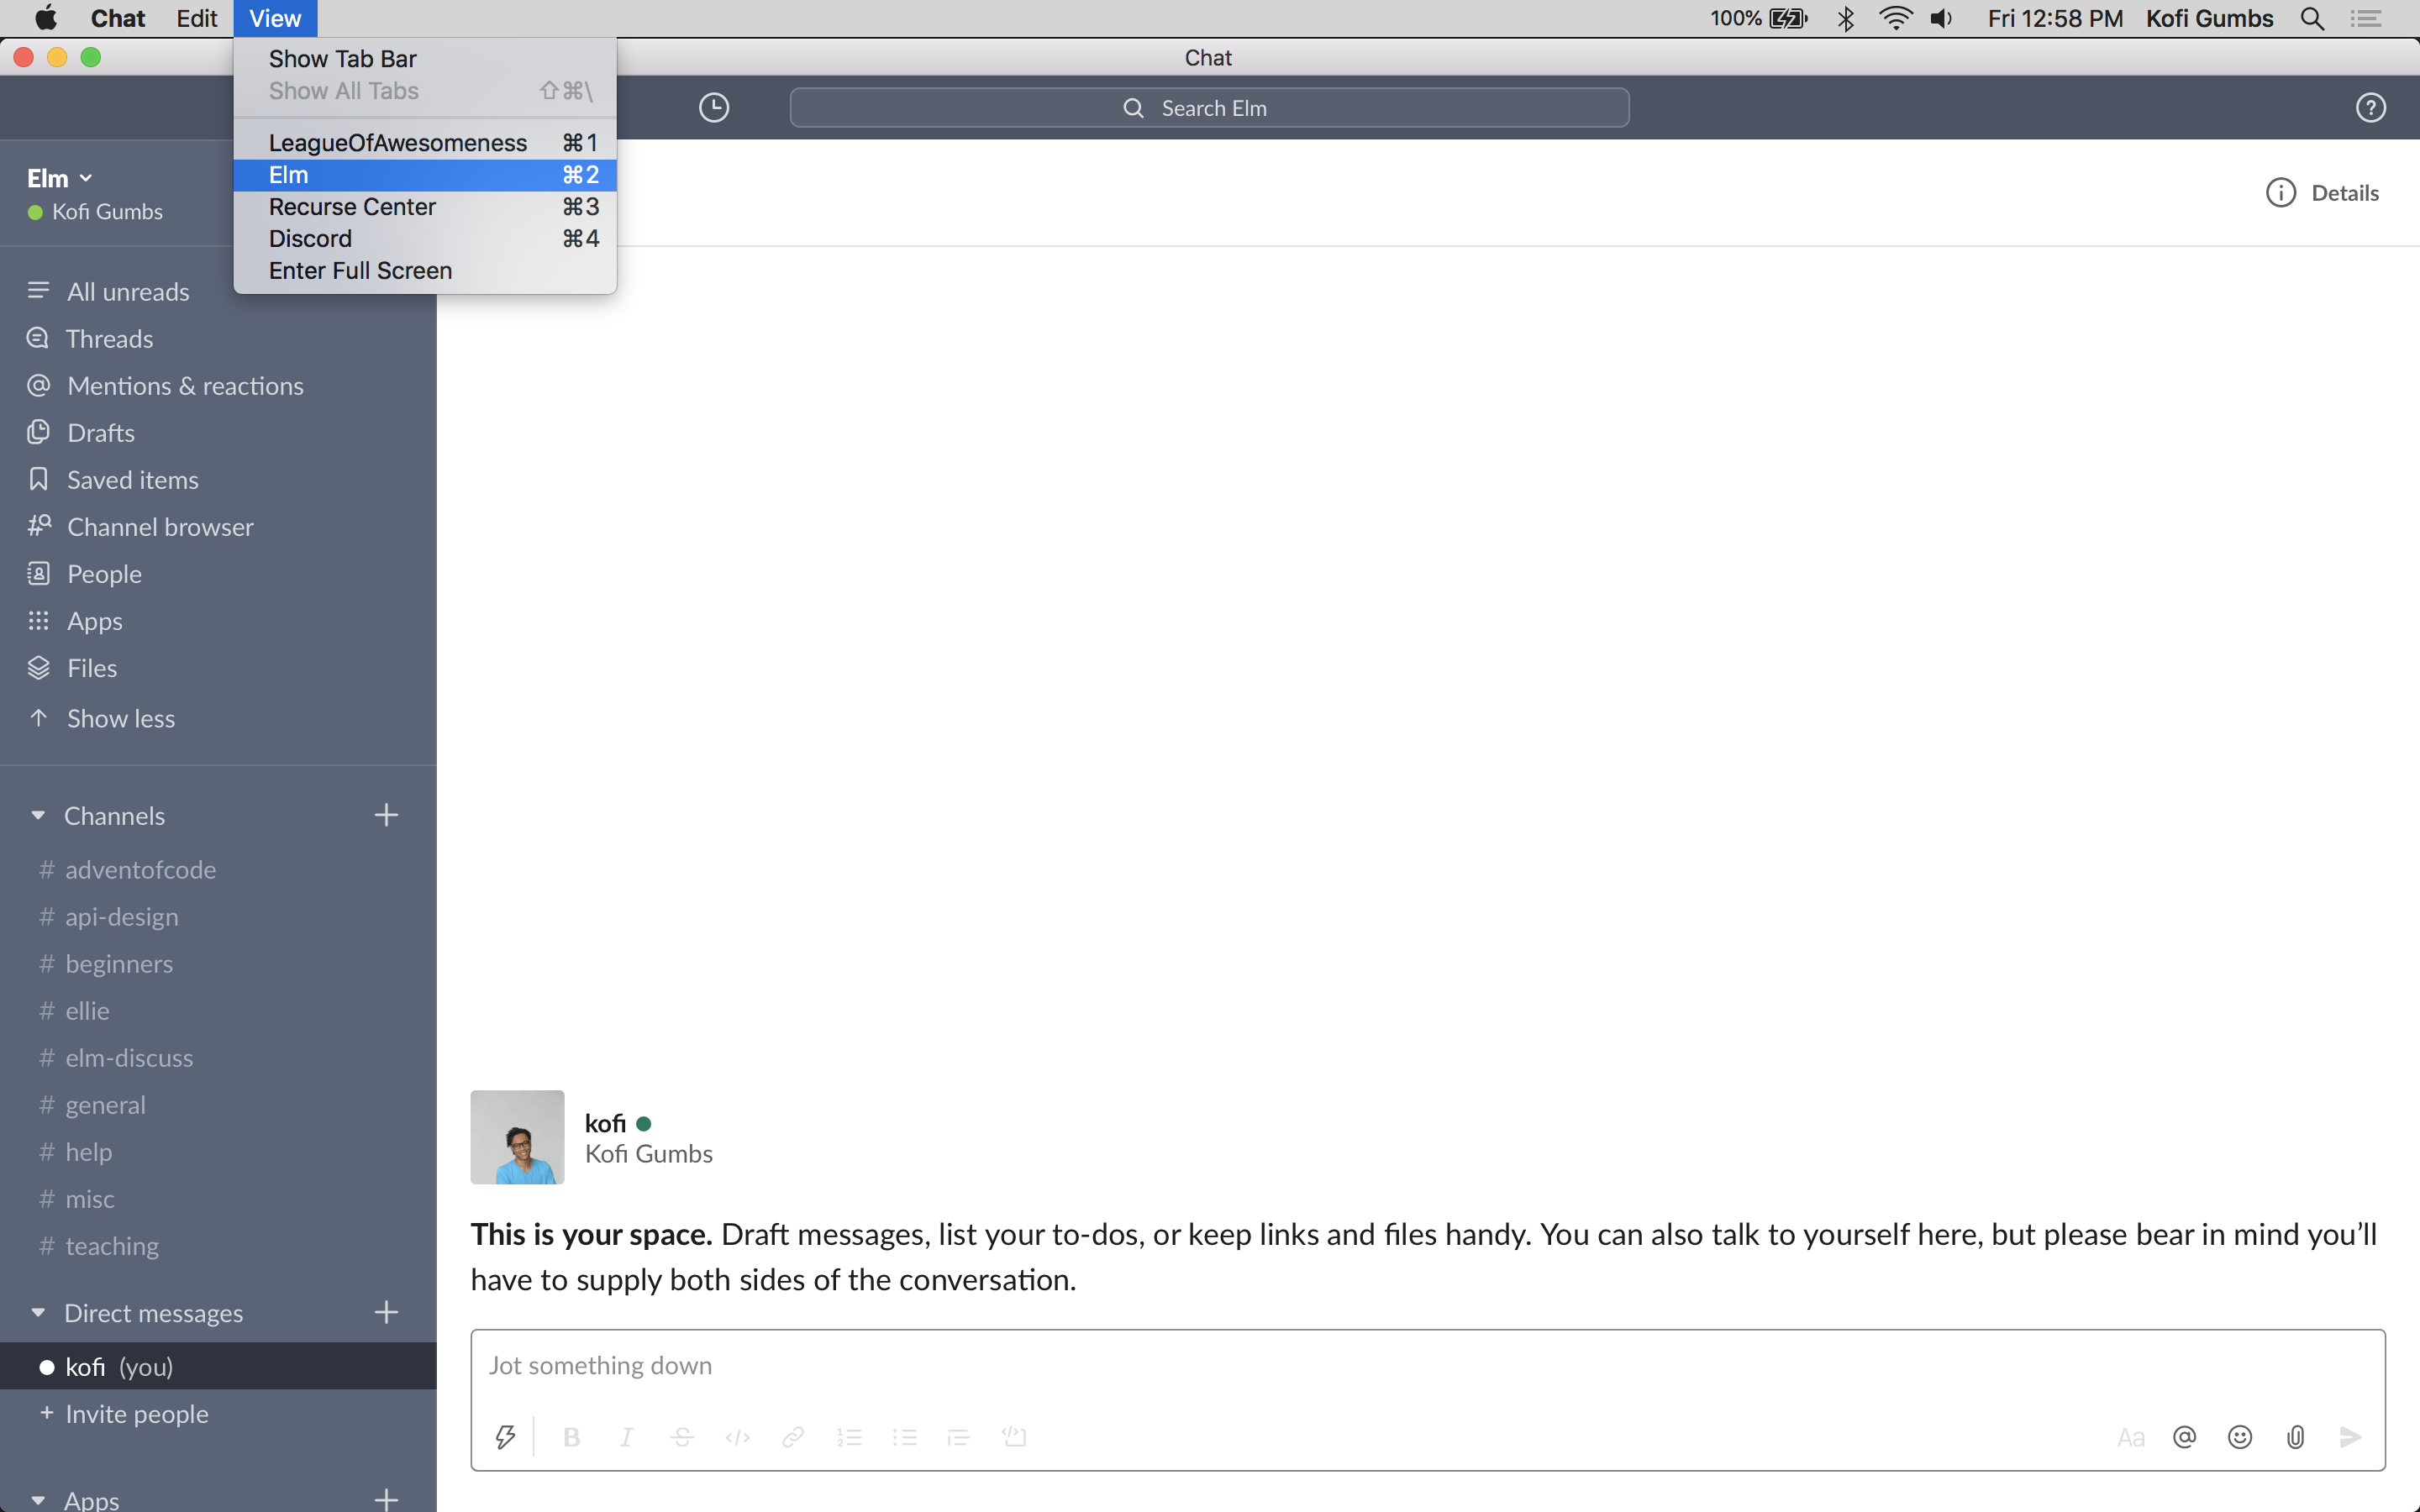 Chat Edit View 100% Fri 12:58 PM Kofi Gumbs
Chat
Show Tab Bar
Show All Tabs ⇧⌘\
LeagueOfAwesomeness ⌘1
Elm ⌘2
Recurse Center ⌘3
Discord ⌘4
Enter Full Screen
Search Elm
Elm
Kofi Gumbs
Details
All unreads
Threads
Mentions & reactions
Drafts
Saved items
Channel browser
People
Apps
Files
Show less
Channels
# adventofcode
# api-design
# beginners
# ellie
# elm-discuss
# general
# help
# misc
# teaching
Direct messages
kofi (you)
+ Invite people
Apps
kofi
Kofi Gumbs
This is your space. Draft messages, list your to-dos, or keep links and files handy. You can also talk to yourself here, but please bear in mind you’ll
have to supply both sides of the conversation.
Jot something down
B I S </> Aa @